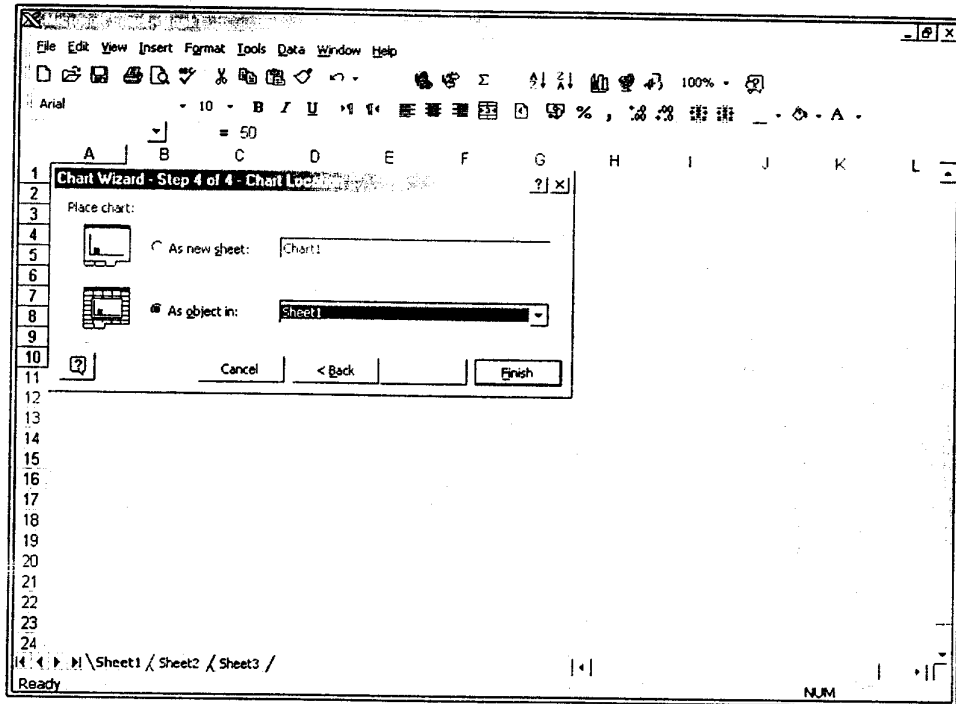 File Edit View Insert Format Tools Data Window Help
100%
Arial 10 B I U % , A
= 50
A B C D E F G H I J K L
Chart Wizard - Step 4 of 4 - Chart Location
Place chart:
As new sheet: Chart1
As object in: Sheet1
Cancel < Back Finish
1
2
3
4
5
6
7
8
9
10
11
12
13
14
15
16
17
18
19
20
21
22
23
24
Sheet1 / Sheet2 / Sheet3 /
Ready NUM